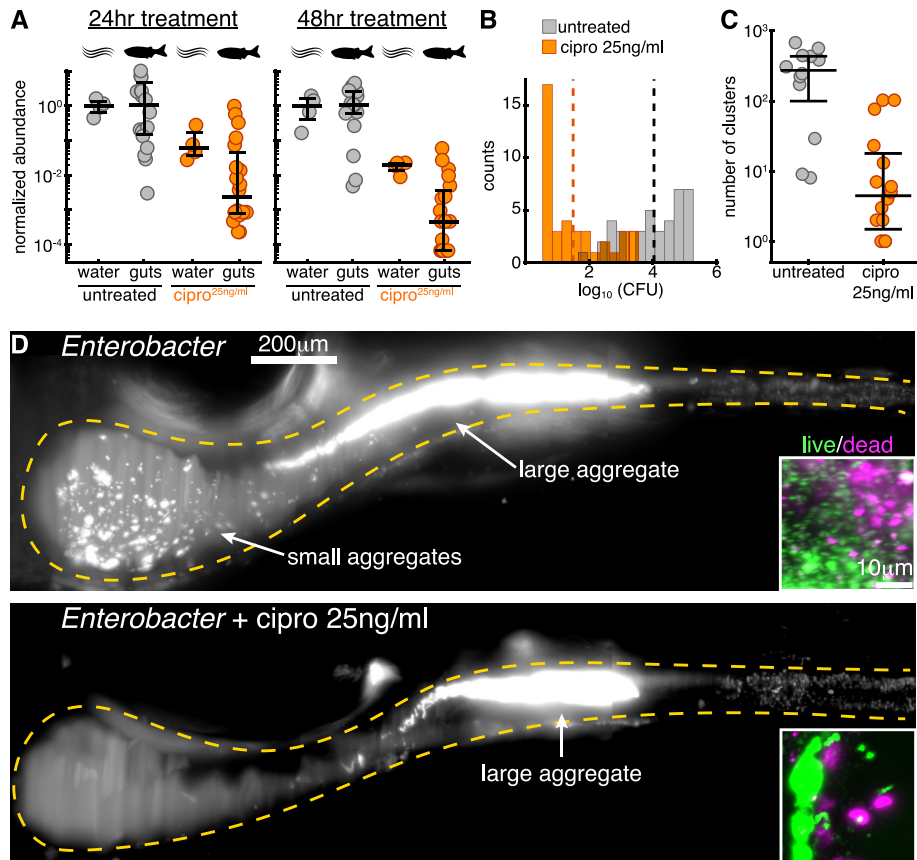 A
24hr treatment
48hr treatment
normalized abundance
10⁰
10⁻²
10⁻⁴
water guts water guts
untreated cipro²⁵ⁿᵍ/ᵐˡ
water guts water guts
untreated cipro²⁵ⁿᵍ/ᵐˡ
B
untreated
cipro 25ng/ml
counts
15
10
5
0
2 4 6
log₁₀ (CFU)
C
number of clusters
10³
10²
10¹
10⁰
untreated cipro
25ng/ml
D Enterobacter
200μm
large aggregate
small aggregates
live/dead
10μm
Enterobacter + cipro 25ng/ml
large aggregate